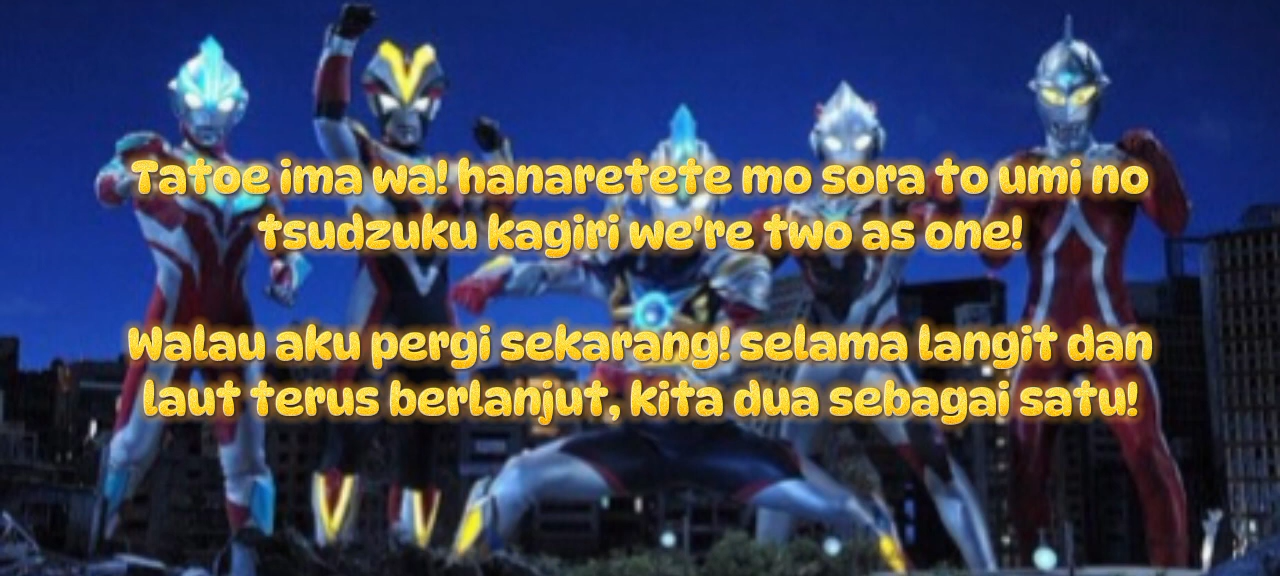 Tatoe ima wa! hanaretete mo sora to umi no
tsudzuku kagiri we're two as one!
Walau aku pergi sekarang! selama langit dan
laut terus berlanjut, kita dua sebagai satu!